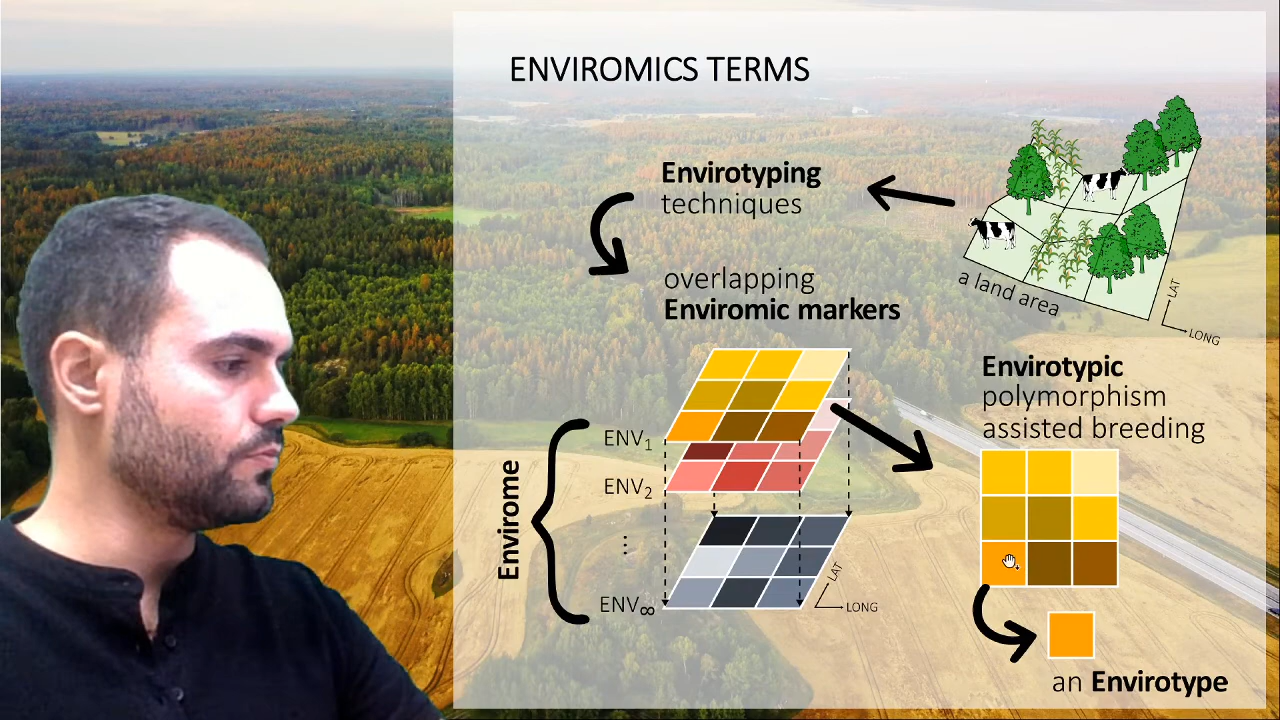 ENVIROMICS TERMS
Envirotyping
techniques
a land area
LAT
LONG
overlapping
Enviromic markers
Envirome
ENV1
ENV2
⋮
ENV∞
LAT
LONG
Envirotypic
polymorphism
assisted breeding
an Envirotype